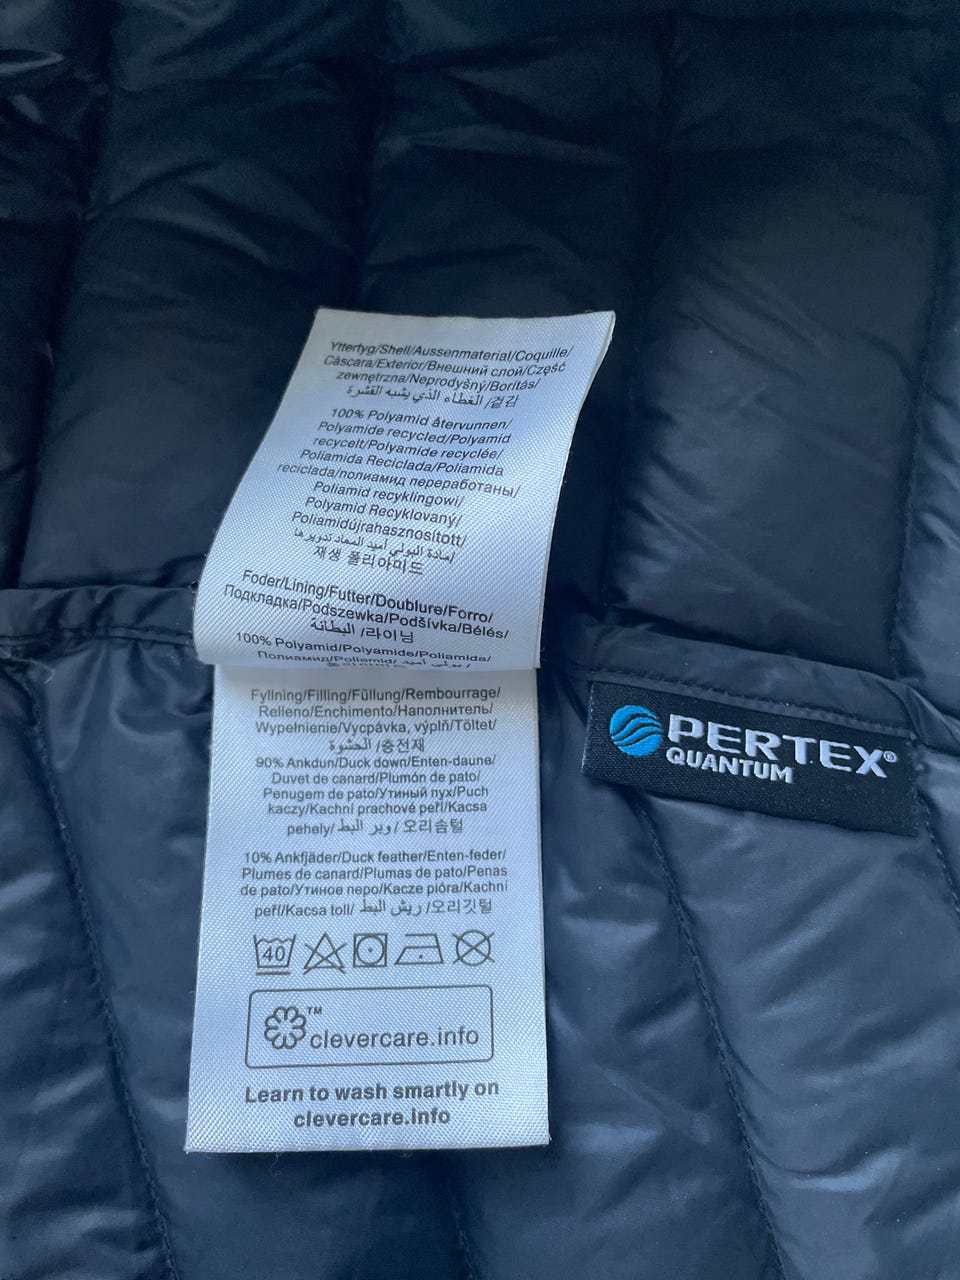 Yttertyg/Shell/Aussenmaterial/Coquille/
Càscara/Exterior/Внешний слой/Część
zewnętrzna/Neprodyšný/Borítás/
الغطاء الذي يشبه القشرة /겉감
100% Polyamid återvunnen/
Polyamide recycled/Polyamid
recycelt/Polyamide recyclée/
Poliamida Reciclada/Poliamida
reciclada/полиамид переработаны/
Poliamid recyklingowi/
Polyamid Recyklovaný/
Poliamidújrahasznosított/
مادة البولي أميد المعاد تدويرها/
재생 폴리아미드
Foder/Lining/Futter/Doublure/Forro/
Подкладка/Podszewka/Podšívka/Bélés/
البطانة /라이닝
100% Polyamid/Polyamide/Poliamida/
Полиамид/Poliamid/ بولي أميد /
Fyllning/Filling/Füllung/Rembourrage/
Relleno/Enchimento/Наполнитель/
Wypełnienie/Vycpávka, výplň/Töltet/
الحشوة /충전재
90% Ankdun/Duck down/Enten-daune/
Duvet de canard/Plumón de pato/
Penugem de pato/Утиный пух/Puch
kaczy/Kachní prachové peří/Kacsa
pehely/ وبر البط / 오리솜털
10% Ankfjäder/Duck feather/Enten-feder/
Plumes de canard/Plumas de pato/Penas
de pato/Утиное перо/Kacze pióra/Kachní
peří/Kacsa toll/ ريش البط /오리깃털
40
™
clevercare.info
Learn to wash smartly on
clevercare.info
PERTEX®
QUANTUM